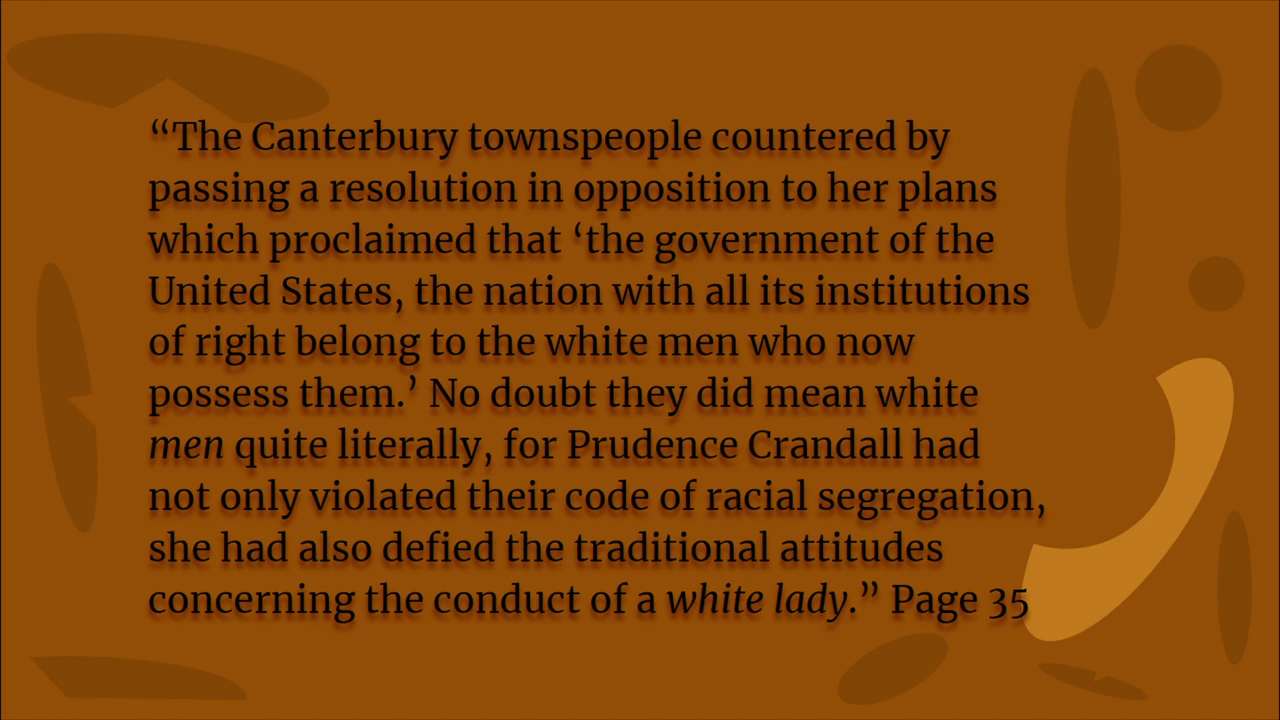 “The Canterbury townspeople countered by
passing a resolution in opposition to her plans
which proclaimed that ‘the government of the
United States, the nation with all its institutions
of right belong to the white men who now
possess them.’ No doubt they did mean white
men quite literally, for Prudence Crandall had
not only violated their code of racial segregation,
she had also defied the traditional attitudes
concerning the conduct of a white lady.” Page 35